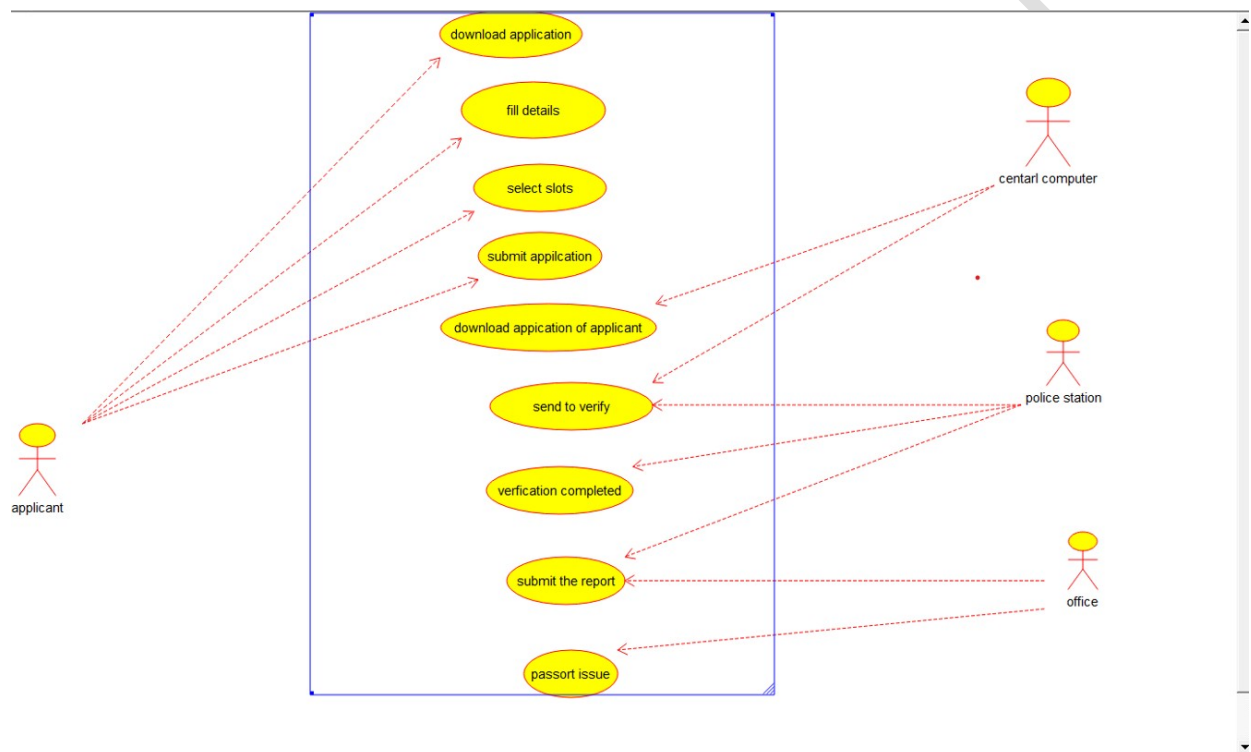 download application
fill details
select slots
submit appilcation
download appication of applicant
send to verify
verfication completed
submit the report
passort issue
applicant
centarl computer
police station
office